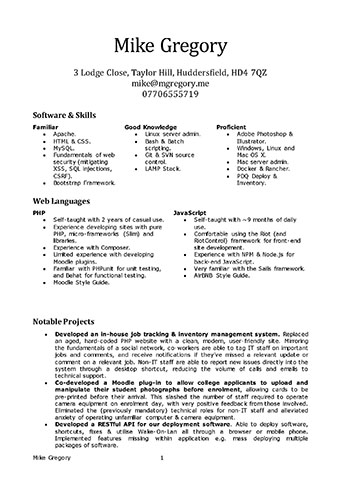 Mike Gregory
3 Lodge Close, Taylor Hill, Huddersfield, HD4 7QZ
mike@mgregory.me
07706555719
Software & Skills
Familiar
• Apache.
• HTML & CSS.
• MySQL.
• Fundamentals of web
security (mitigating
XSS, SQL injections,
CSRF).
• Bootstrap Framework.
Good Knowledge
• Linux server admin.
• Bash & Batch
scripting.
• Git & SVN source
control.
• LAMP Stack.
Proficient
• Adobe Photoshop &
Illustrator.
• Windows, Linux and
Mac OS X.
• Mac server admin.
• Docker & Rancher.
• PDQ Deploy &
Inventory.
Web Languages
PHP
• Self-taught with 2 years of casual use.
• Experience developing sites with pure
PHP, micro-frameworks (Slim) and
libraries.
• Experience with Composer.
• Limited experience with developing
Moodle plugins.
• Familiar with PHPunit for unit testing,
and Behat for functional testing.
• Moodle Style Guide.
JavaScript
• Self-taught with ~9 months of daily
use.
• Comfortable using the Riot (and
RiotControl) framework for front-end
site development.
• Experience with NPM & Node.js for
back-end JavaScript.
• Very familiar with the Sails framework.
• AirBNB Style Guide.
Notable Projects
• Developed an in-house job tracking & inventory management system. Replaced
an aged, hard-coded PHP website with a clean, modern, user-friendly site. Mirroring
the fundamentals of a social network, co-workers are able to tag IT staff on important
jobs and comments, and receive notifications if they've missed a relevant update or
comment on a relevant job. Non-IT staff are able to report new issues directly into the
system through a desktop shortcut, reducing the volume of calls and emails to
technical support.
• Co-developed a Moodle plug-in to allow college applicants to upload and
manipulate their student photographs before enrolment, allowing cards to be
pre-printed before their arrival. This slashed the number of staff required to operate
camera equipment on enrolment day, with very positive feedback from those involved.
Eliminated the (previously mandatory) technical roles for non-IT staff and alleviated
anxiety of operating unfamiliar computer & camera equipment.
• Developed a RESTful API for our deployment software. Able to deploy software,
shortcuts, fixes & utilise Wake-On-Lan all through a browser or mobile phone.
Implemented features missing within application e.g. mass deploying multiple
packages of software.
Mike Gregory 1